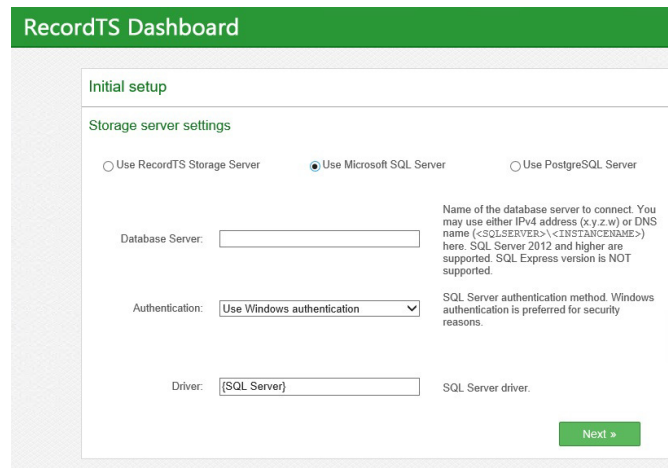 RecordTS Dashboard
Initial setup
Storage server settings
Use RecordTS Storage Server
Use Microsoft SQL Server
Use PostgreSQL Server
Database Server:
Name of the database server to connect. You
may use either IPv4 address (x.y.z.w) or DNS
name (<SQLSERVER>\<INSTANCENAME>)
here. SQL Server 2012 and higher are
supported. SQL Express version is NOT
supported.
Authentication:
Use Windows authentication
SQL Server authentication method. Windows
authentication is preferred for security
reasons.
Driver:
{SQL Server}
SQL Server driver.
Next »